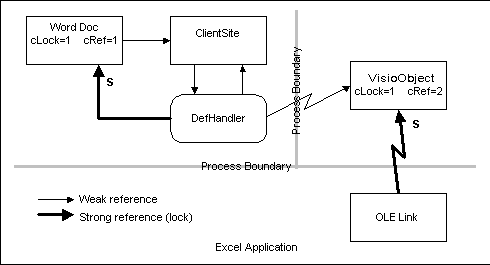 Word Doc
cLock=1 cRef=1
ClientSite
S
DefHandler
Process Boundary
VisioObject
cLock=1 cRef=2
S
Process Boundary
Weak reference
Strong reference (lock)
OLE Link
Excel Application